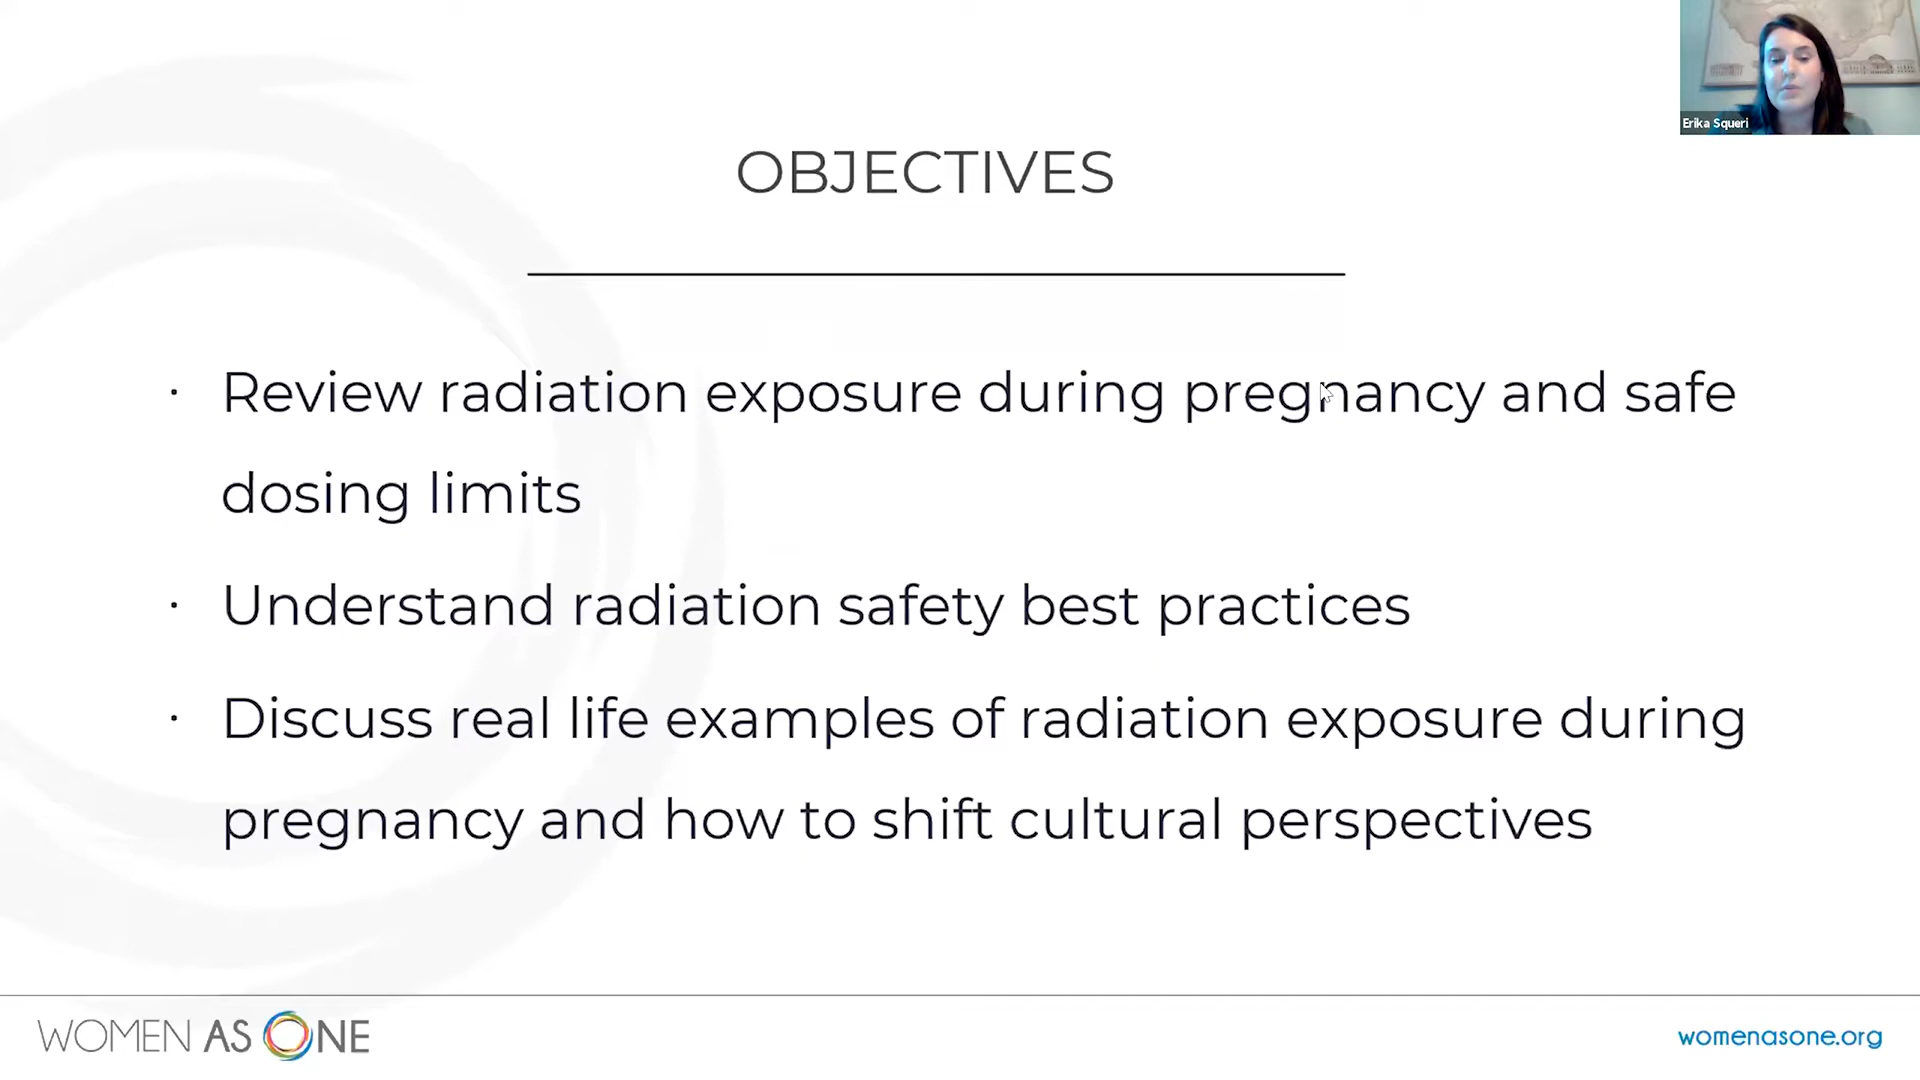 Erika Squeri
OBJECTIVES
· Review radiation exposure during pregnancy and safe
dosing limits
· Understand radiation safety best practices
· Discuss real life examples of radiation exposure during
pregnancy and how to shift cultural perspectives
WOMEN AS ONE
womenasone.org